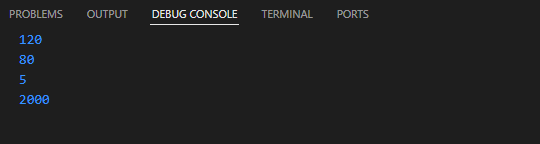 PROBLEMS OUTPUT DEBUG CONSOLE TERMINAL PORTS
120
80
5
2000